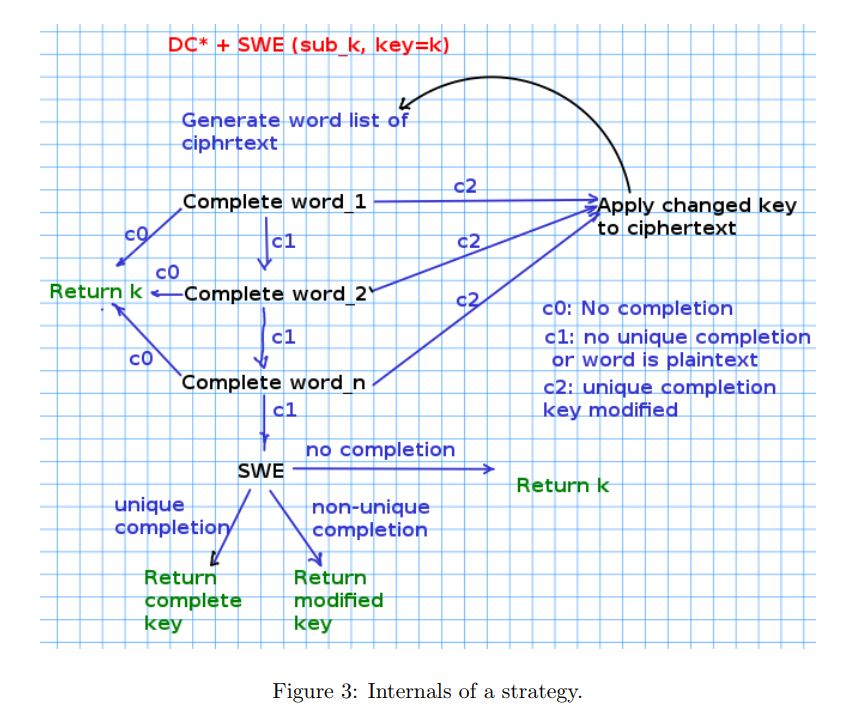 DC* + SWE (sub_k, key=k)
Generate word list of
ciphrtext
Complete word_1
c2
Apply changed key
to ciphertext
c0
c1
c2
c0
Return k
Complete word_2
c2
c0: No completion
c1
c1: no unique completion
or word is plaintext
c0
Complete word_n
c2: unique completion
key modified
c1
no completion
SWE
Return k
unique
completion
non-unique
completion
Return
complete
key
Return
modified
key
Figure 3: Internals of a strategy.